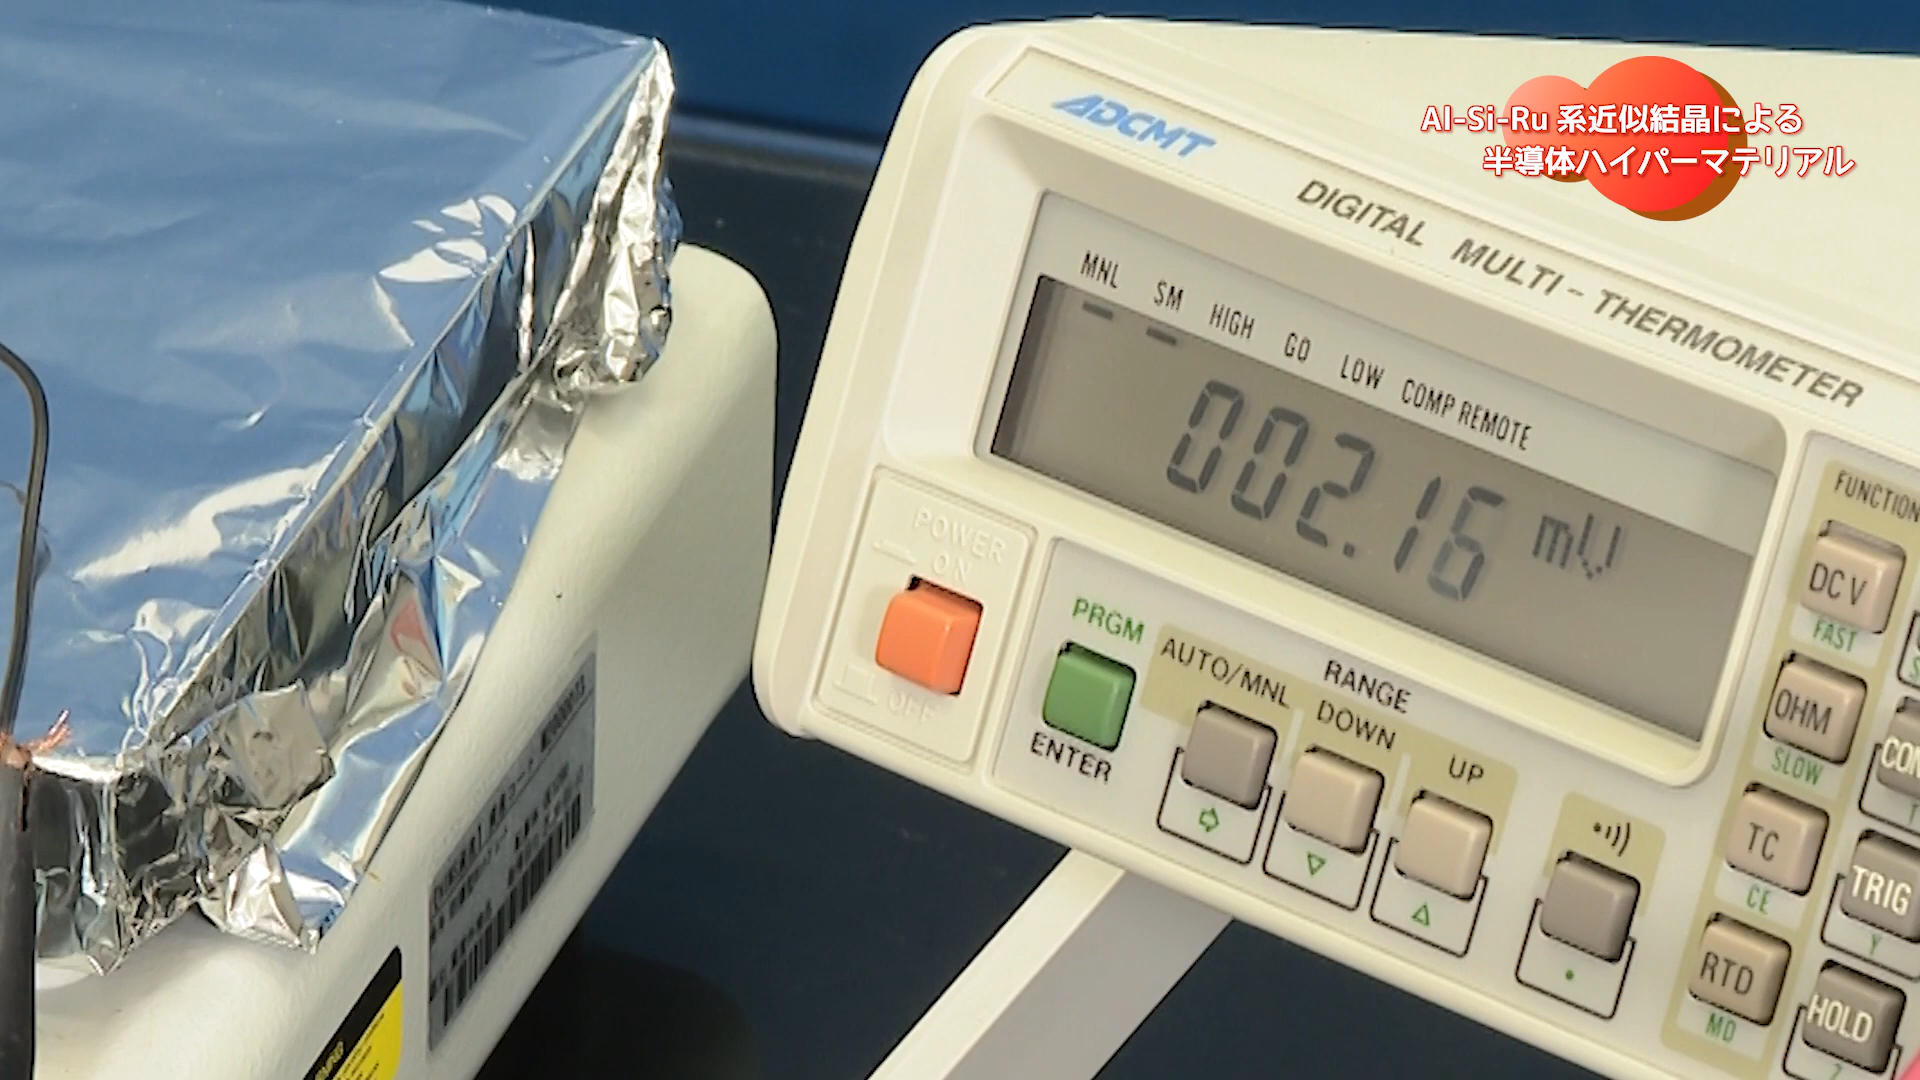 Al-Si-Ru 系近似結晶による
半導体ハイパーマテリアル
ADCMT
DIGITAL MULTI-THERMOMETER
MNL SM HIGH GO LOW COMP REMOTE
002.16 mV
POWER
ON
OFF
PRGM
ENTER
AUTO/MNL
RANGE
DOWN
UP
FUNCTION
DCV
FAST
OHM
SLOW
TC
CE
TRIG
Y
RTD
MD
HOLD